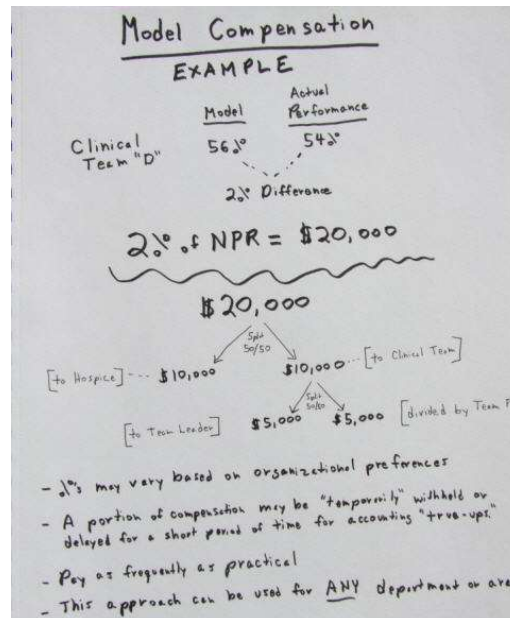 Model Compensation
EXAMPLE
Model Actual Performance
Clinical Team "D" 56% 54%
2% Difference
2% of NPR = $20,000
$20,000
Split 50/50
[to Hospice] --- $10,000 $10,000 ... [to Clinical Team]
Split 50/50
[to Team Leader] $5,000 $5,000 [divided by Team
- %'s may vary based on organizational preferences
- A portion of compensation may be "temporarily" withheld or
delayed for a short period of time for accounting "true-ups."
- Pay as frequently as practical
- This approach can be used for ANY department or